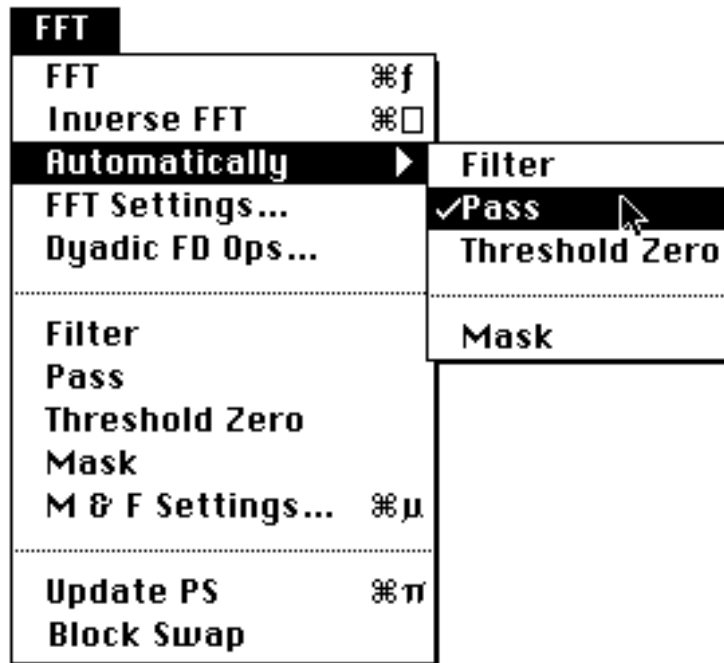 FFT
FFT ⌘ƒ
Inverse FFT ⌘□
Automatically ▶
FFT Settings...
Dyadic FD Ops...
Filter
Pass
Threshold Zero
Mask
M & F Settings... ⌘µ
Update PS ⌘π
Block Swap
Filter
✓Pass
Threshold Zero
Mask